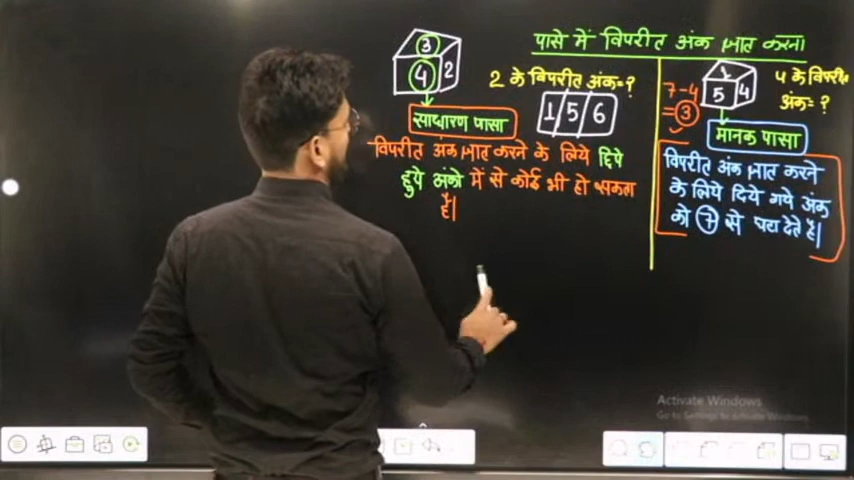 पासे में विपरीत अंक ज्ञात करना
3
4 2
2 के विपरीत अंक = ?
1 5 6
साधारण पासा
विपरीत अंक ज्ञात करने के लिये छिपे
हुये अंको में से कोई भी हो सकता
है।
7-4
= 3
5 4
4 के विपरीत
अंक = ?
मानक पासा
विपरीत अंक ज्ञात करने
के लिये दिये गये अंक
को 7 से घटा देते हैं।
Activate Windows
Go to Settings to activate Windows.